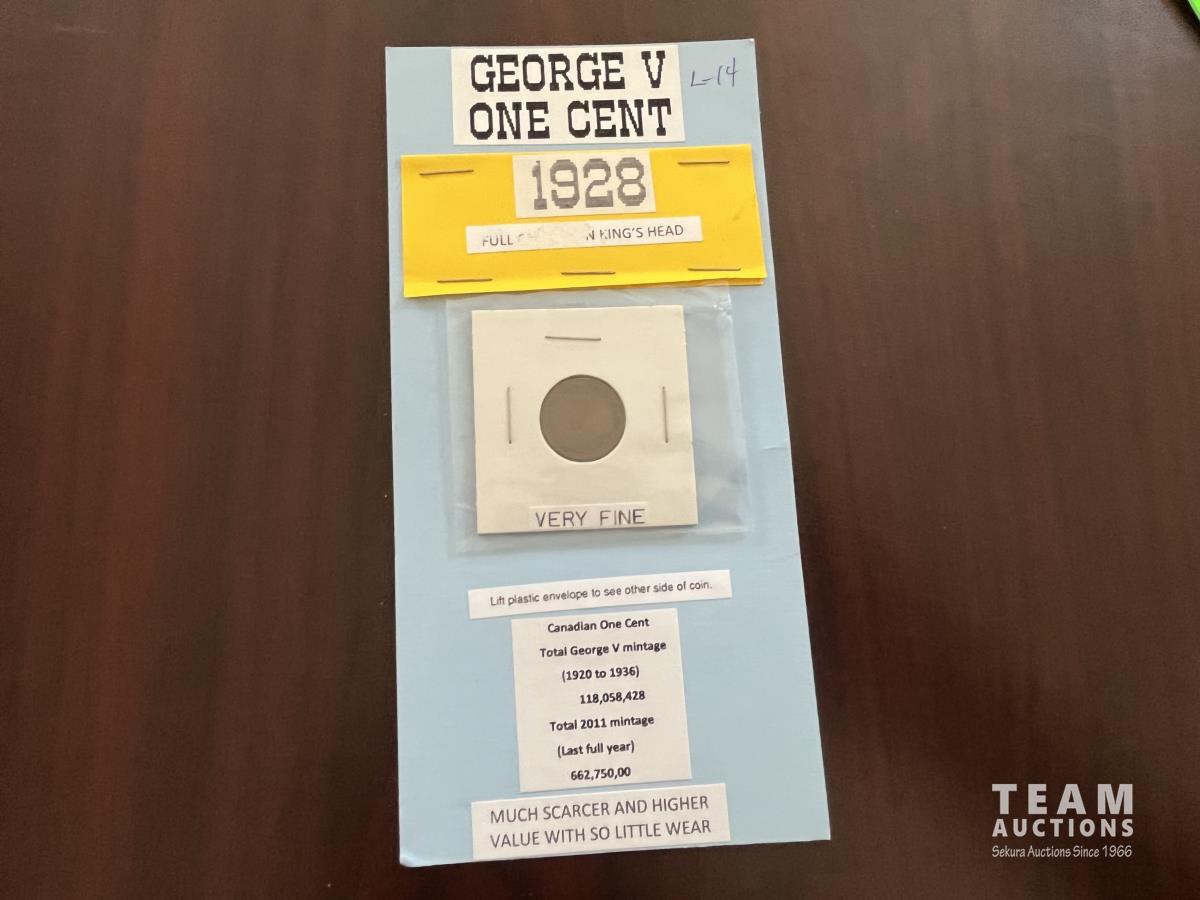 GEORGE V
ONE CENT
L-14
1928
FULL KING'S HEAD
VERY FINE
Lift plastic envelope to see other side of coin.
Canadian One Cent
Total George V mintage
(1920 to 1936)
118,058,428
Total 2011 mintage
(Last full year)
662,750,00
MUCH SCARCER AND HIGHER
VALUE WITH SO LITTLE WEAR
TEAM
AUCTIONS
Sekura Auctions Since 1966